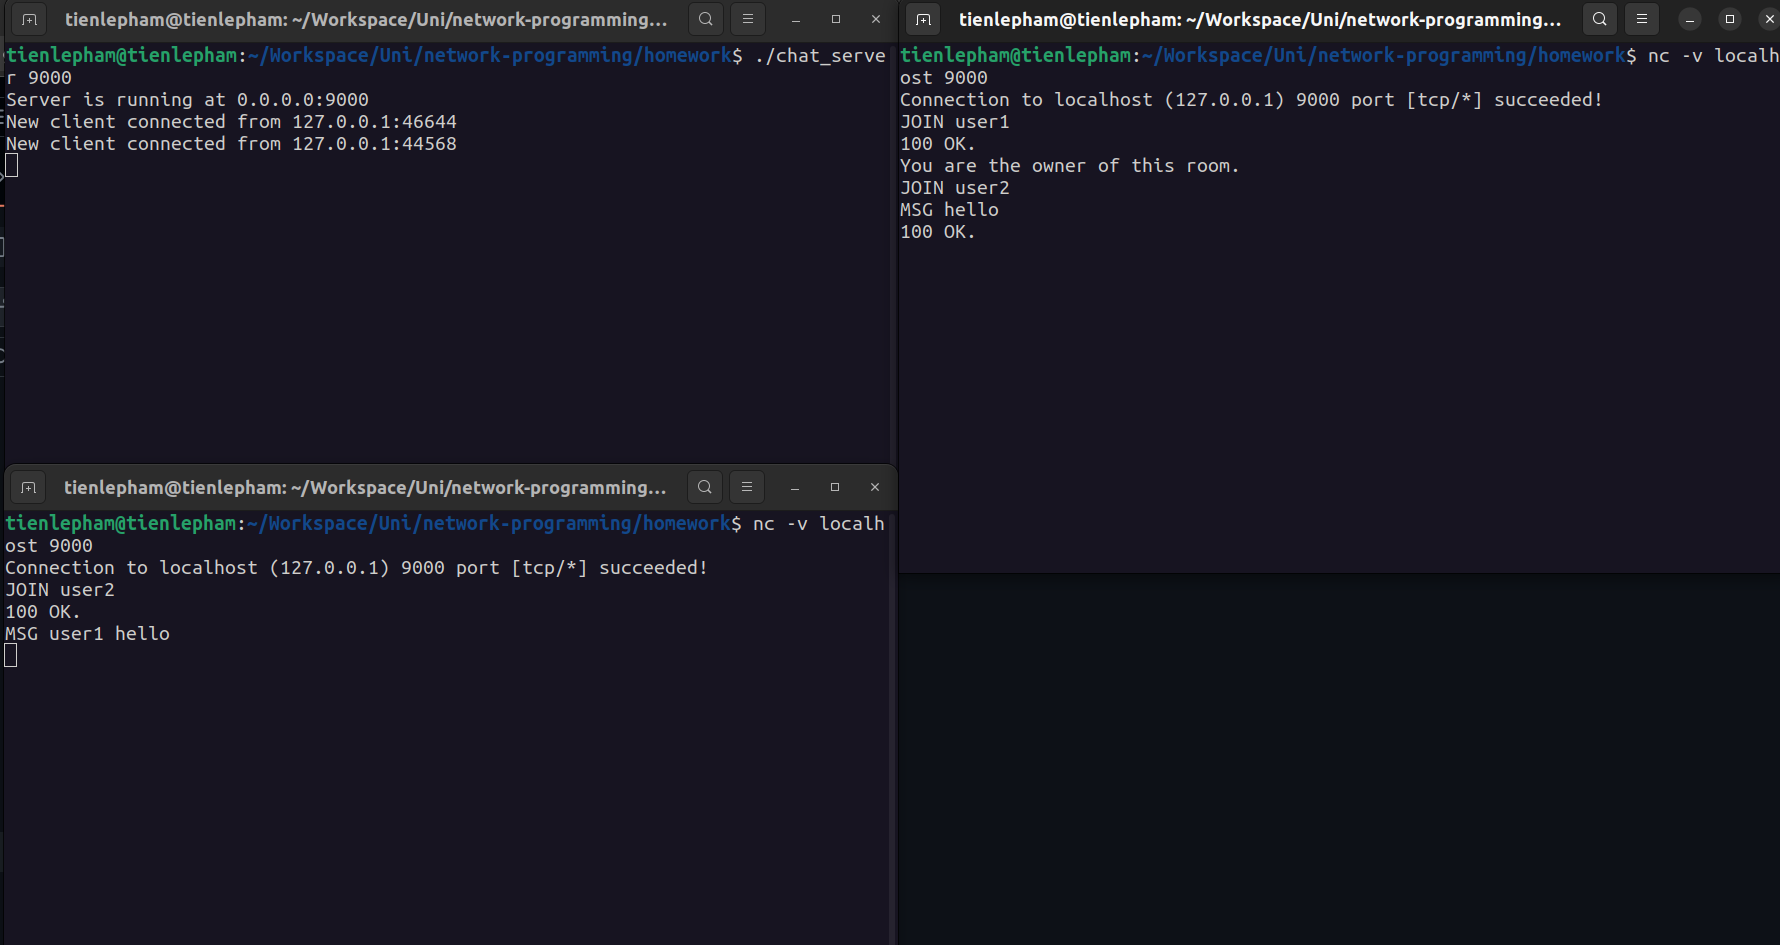 tienlepham@tienlepham: ~/Workspace/Uni/network-programming...
tienlepham@tienlepham:~/Workspace/Uni/network-programming/homework$ ./chat_serve
r 9000
Server is running at 0.0.0.0:9000
New client connected from 127.0.0.1:46644
New client connected from 127.0.0.1:44568
tienlepham@tienlepham: ~/Workspace/Uni/network-programming...
tienlepham@tienlepham:~/Workspace/Uni/network-programming/homework$ nc -v localh
ost 9000
Connection to localhost (127.0.0.1) 9000 port [tcp/*] succeeded!
JOIN user1
100 OK.
You are the owner of this room.
JOIN user2
MSG hello
100 OK.
tienlepham@tienlepham: ~/Workspace/Uni/network-programming...
tienlepham@tienlepham:~/Workspace/Uni/network-programming/homework$ nc -v localh
ost 9000
Connection to localhost (127.0.0.1) 9000 port [tcp/*] succeeded!
JOIN user2
100 OK.
MSG user1 hello